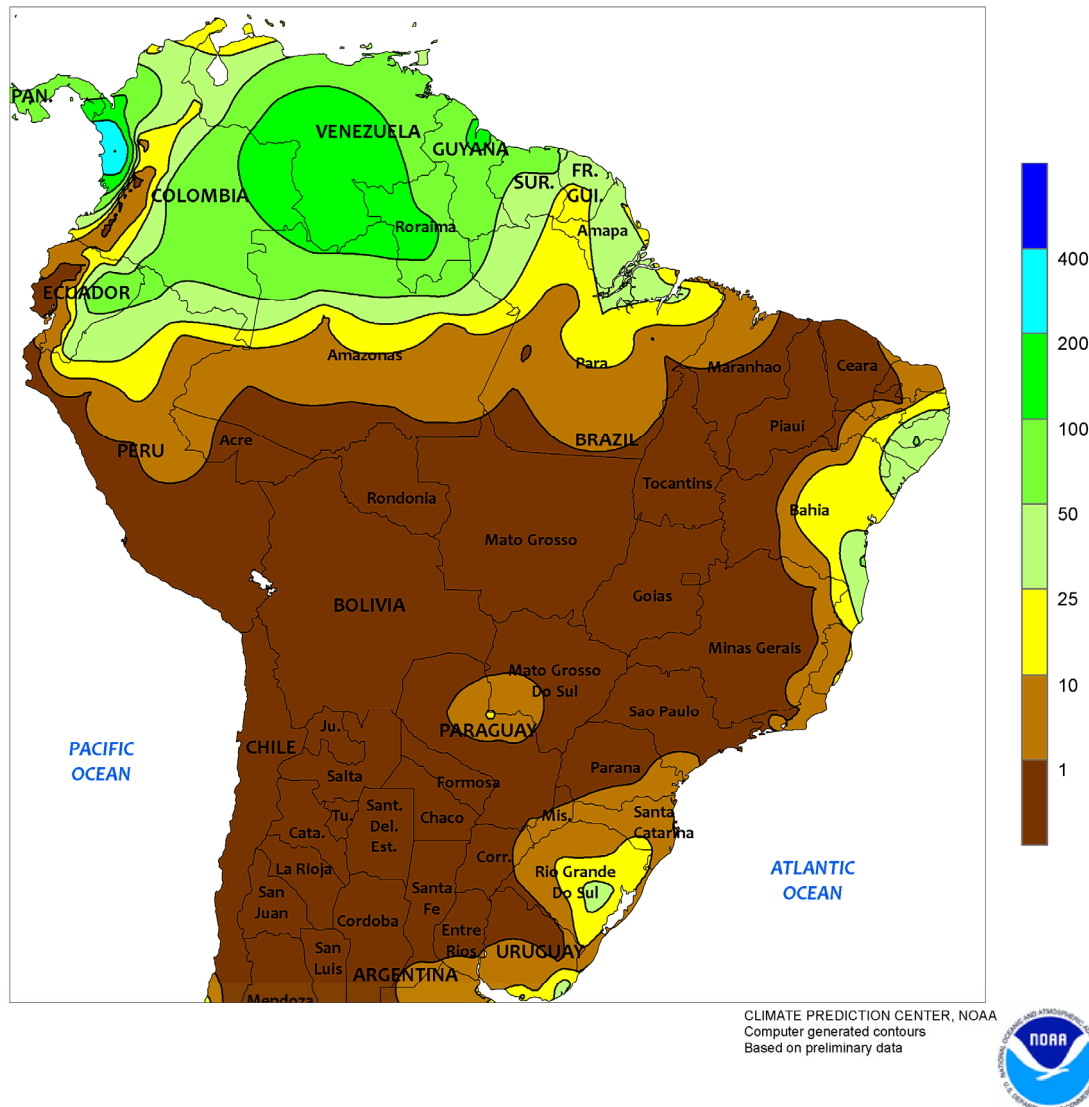 PAN.
VENEZUELA
GUYANA
COLOMBIA
SUR.
FR.
GUI.
Roraima
Amapa
ECUADOR
Amazonas
Para
Maranhao
Ceara
Piaui
PERU
Acre
BRAZIL
Tocantins
Rondonia
Bahia
Mato Grosso
Goias
BOLIVIA
Minas Gerais
Mato Grosso
Do Sul
Sao Paulo
PARAGUAY
Ju.
CHILE
PACIFIC
OCEAN
Salta
Formosa
Parana
Tu.
Sant.
Del.
Est.
Chaco
Mis.
Santa
Catarina
Cata.
Corr.
La Rioja
Rio Grande
Do Sul
San
Juan
Santa
Fe
Cordoba
Entre
Rios
URUGUAY
San
Luis
ARGENTINA
Mendoza
ATLANTIC
OCEAN
400
200
100
50
25
10
1
CLIMATE PREDICTION CENTER, NOAA
Computer generated contours
Based on preliminary data
NOAA